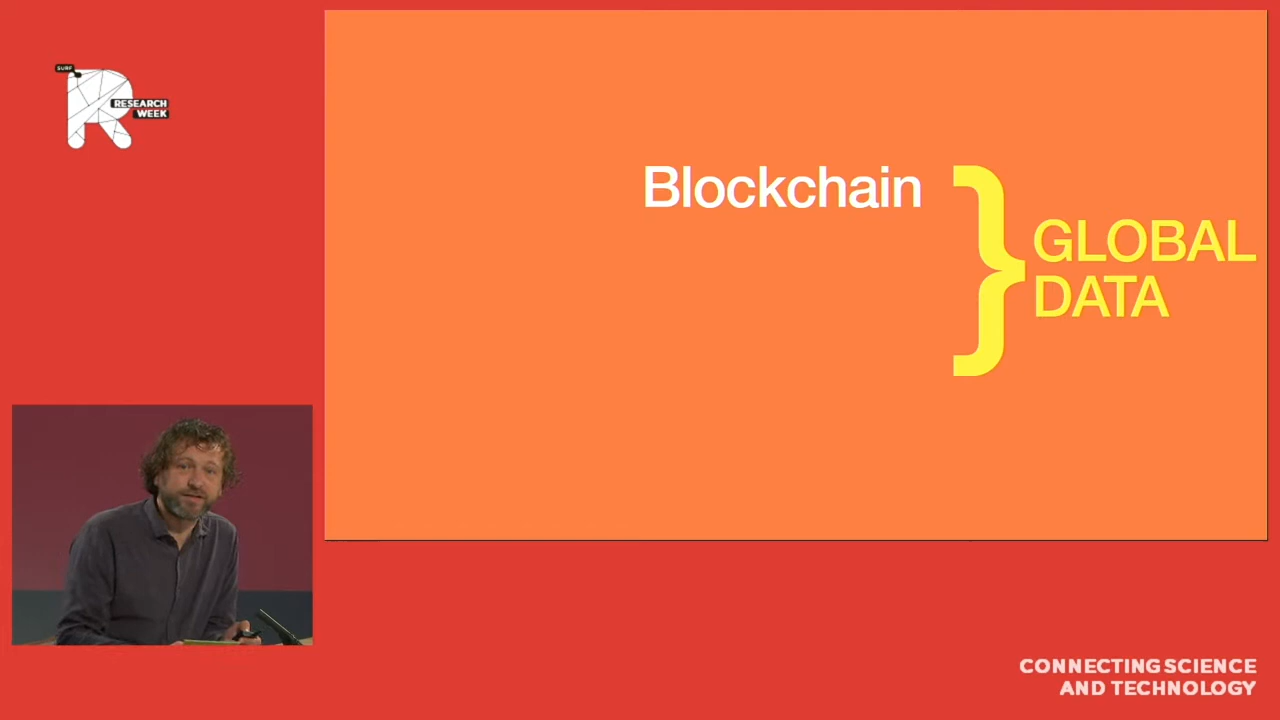 SURF
RESEARCH
WEEK
Blockchain
}
GLOBAL
DATA
CONNECTING SCIENCE
AND TECHNOLOGY